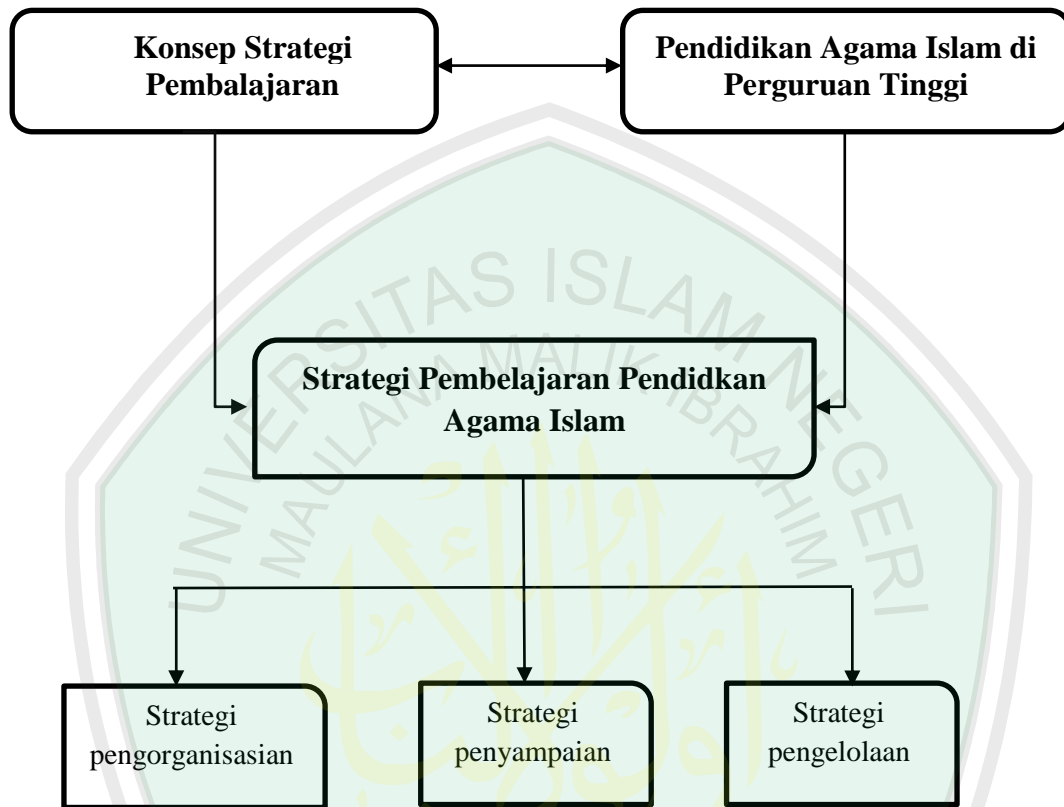 Konsep Strategi
Pembalajaran
Pendidikan Agama Islam di
Perguruan Tinggi
UNIVERSITAS ISLAM NEGERI
MAULANA MALIK IBRAHIM
Strategi Pembelajaran Pendidkan
Agama Islam
Strategi
pengorganisasian
Strategi
penyampaian
Strategi
pengelolaan